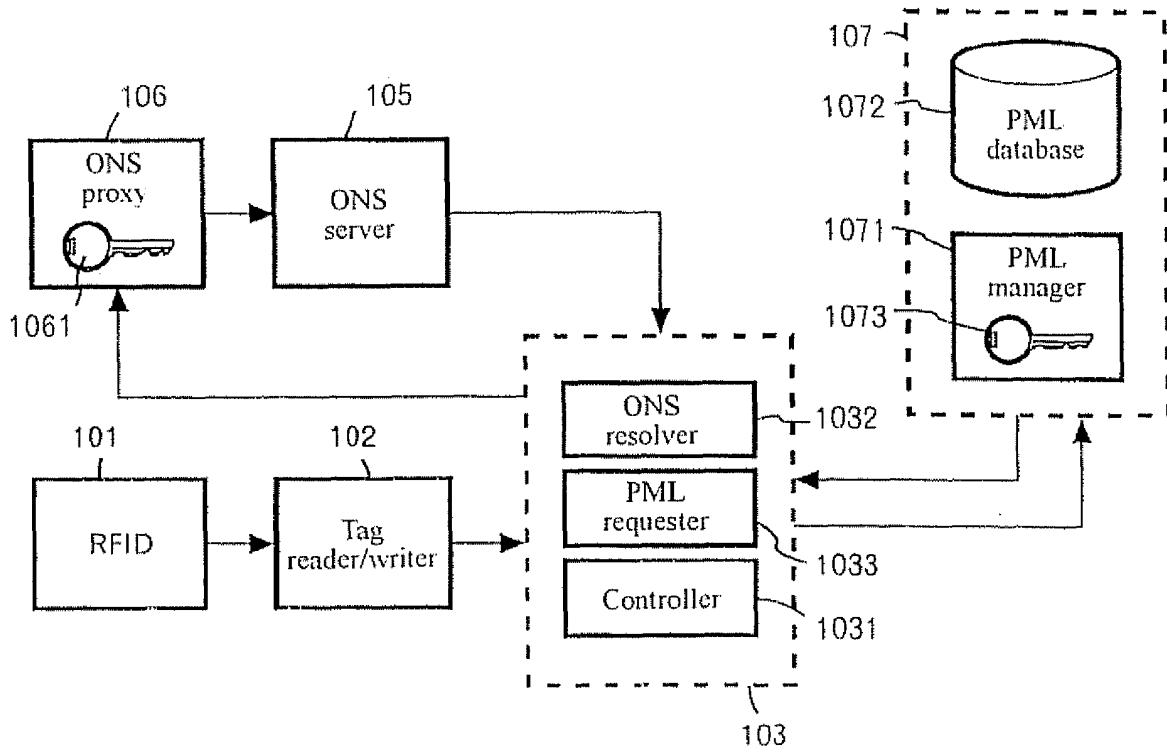 107
106
105
1072
PML
database
ONS
proxy
ONS
server
1071
PML
manager
1061
1073
ONS
resolver
1032
101
102
PML
requester
RFID
Tag
reader/writer
1033
Controller
1031
103